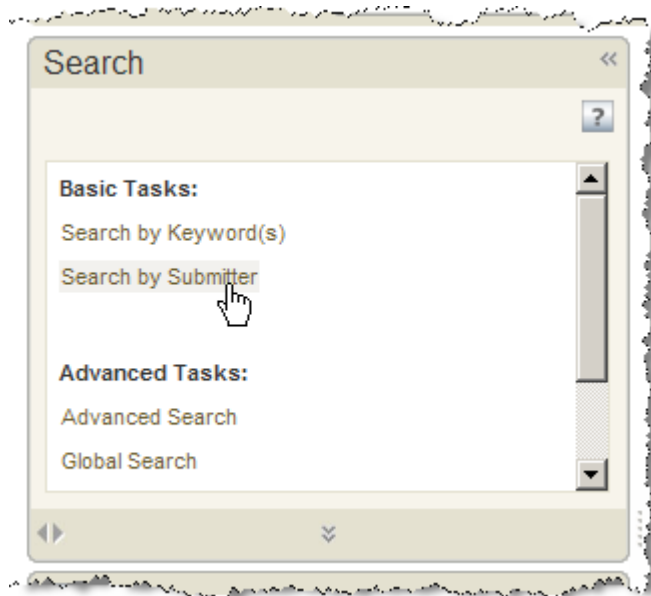 Search
?
Basic Tasks:
Search by Keyword(s)
Search by Submitter
Advanced Tasks:
Advanced Search
Global Search